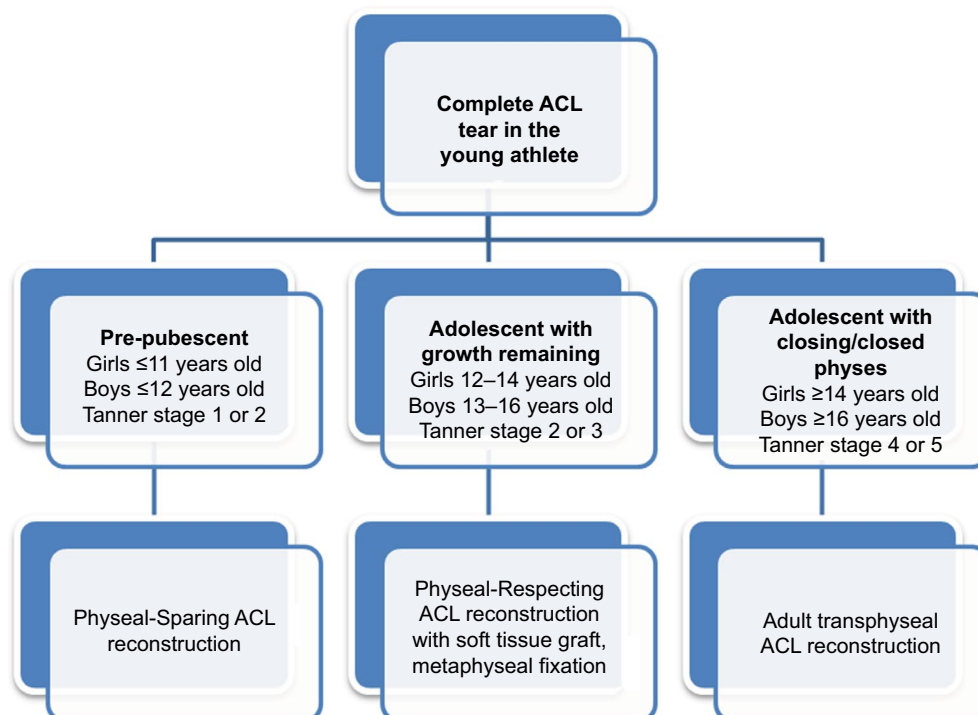 Complete ACL
tear in the
young athlete
Pre-pubescent
Girls ≤11 years old
Boys ≤12 years old
Tanner stage 1 or 2
Adolescent with
growth remaining
Girls 12–14 years old
Boys 13–16 years old
Tanner stage 2 or 3
Adolescent with
closing/closed
physes
Girls ≥14 years old
Boys ≥16 years old
Tanner stage 4 or 5
Physeal-Sparing ACL
reconstruction
Physeal-Respecting
ACL reconstruction
with soft tissue graft,
metaphyseal fixation
Adult transphyseal
ACL reconstruction